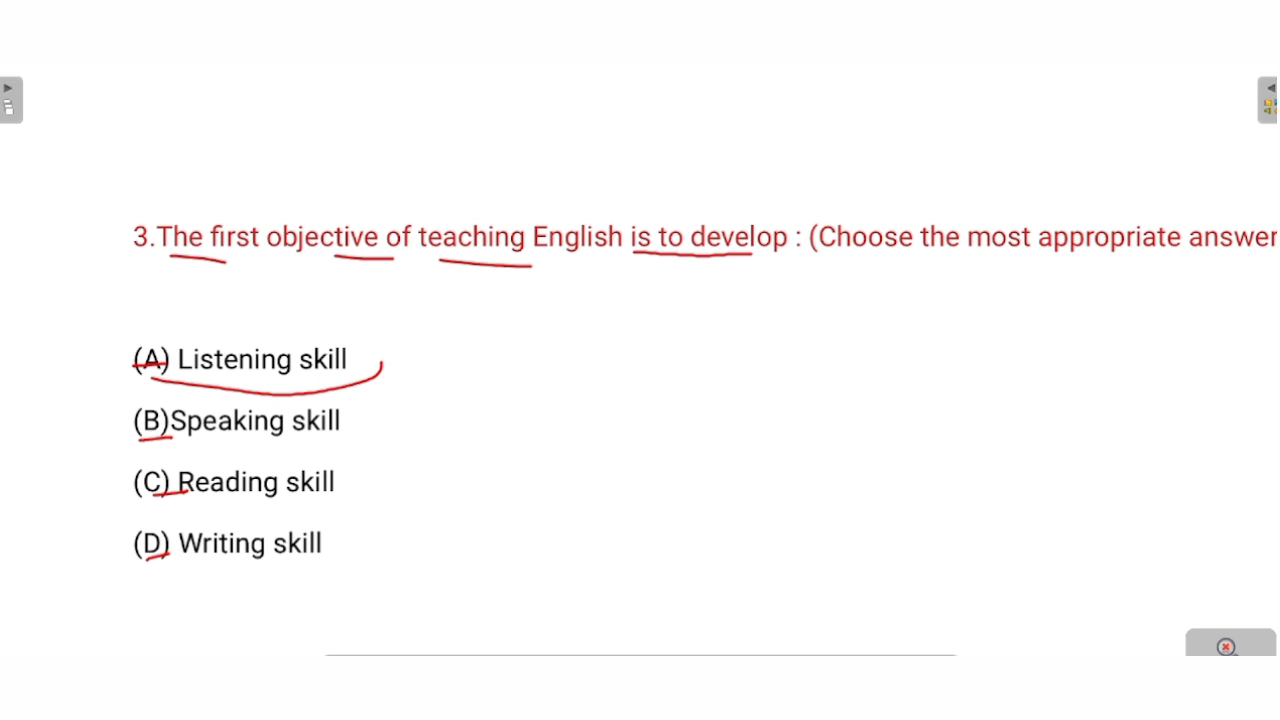 3.The first objective of teaching English is to develop : (Choose the most appropriate answer
(A) Listening skill
(B)Speaking skill
(C) Reading skill
(D) Writing skill